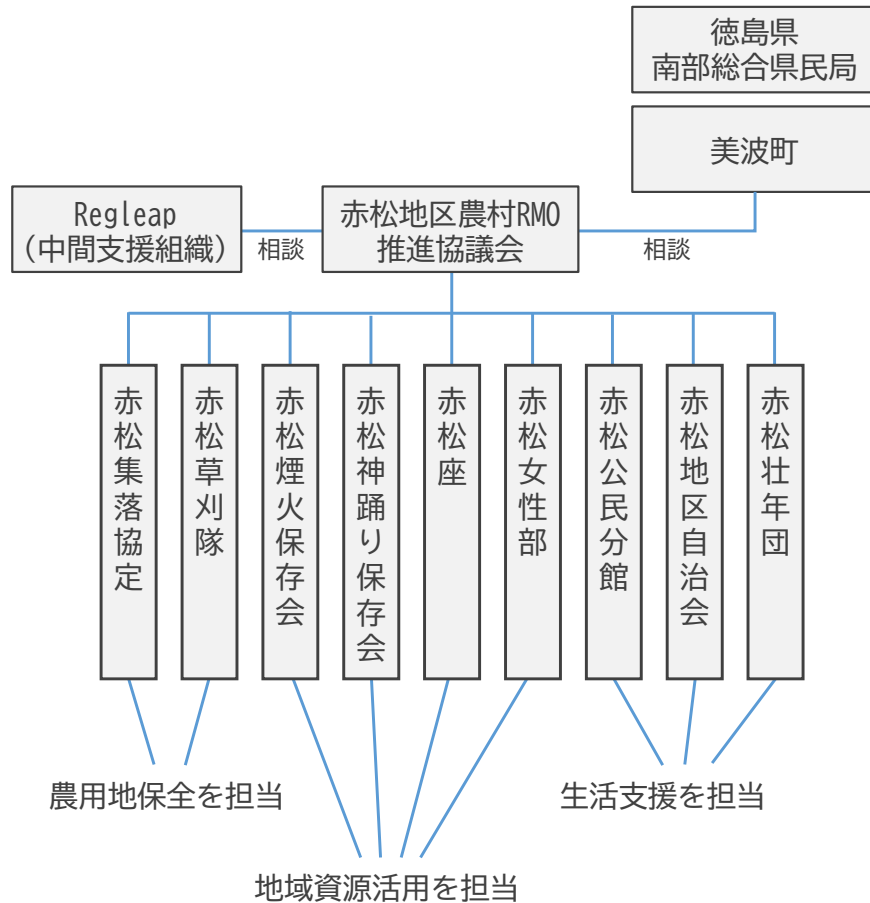 徳島県
南部総合県民局
美波町
Regleap
(中間支援組織)
相談
赤松地区農村RMO
推進協議会
相談
赤松集落協定
赤松草刈隊
赤松煙火保存会
赤松神踊り保存会
赤松座
赤松女性部
赤松公民分館
赤松地区自治会
赤松壮年団
農用地保全を担当
生活支援を担当
地域資源活用を担当